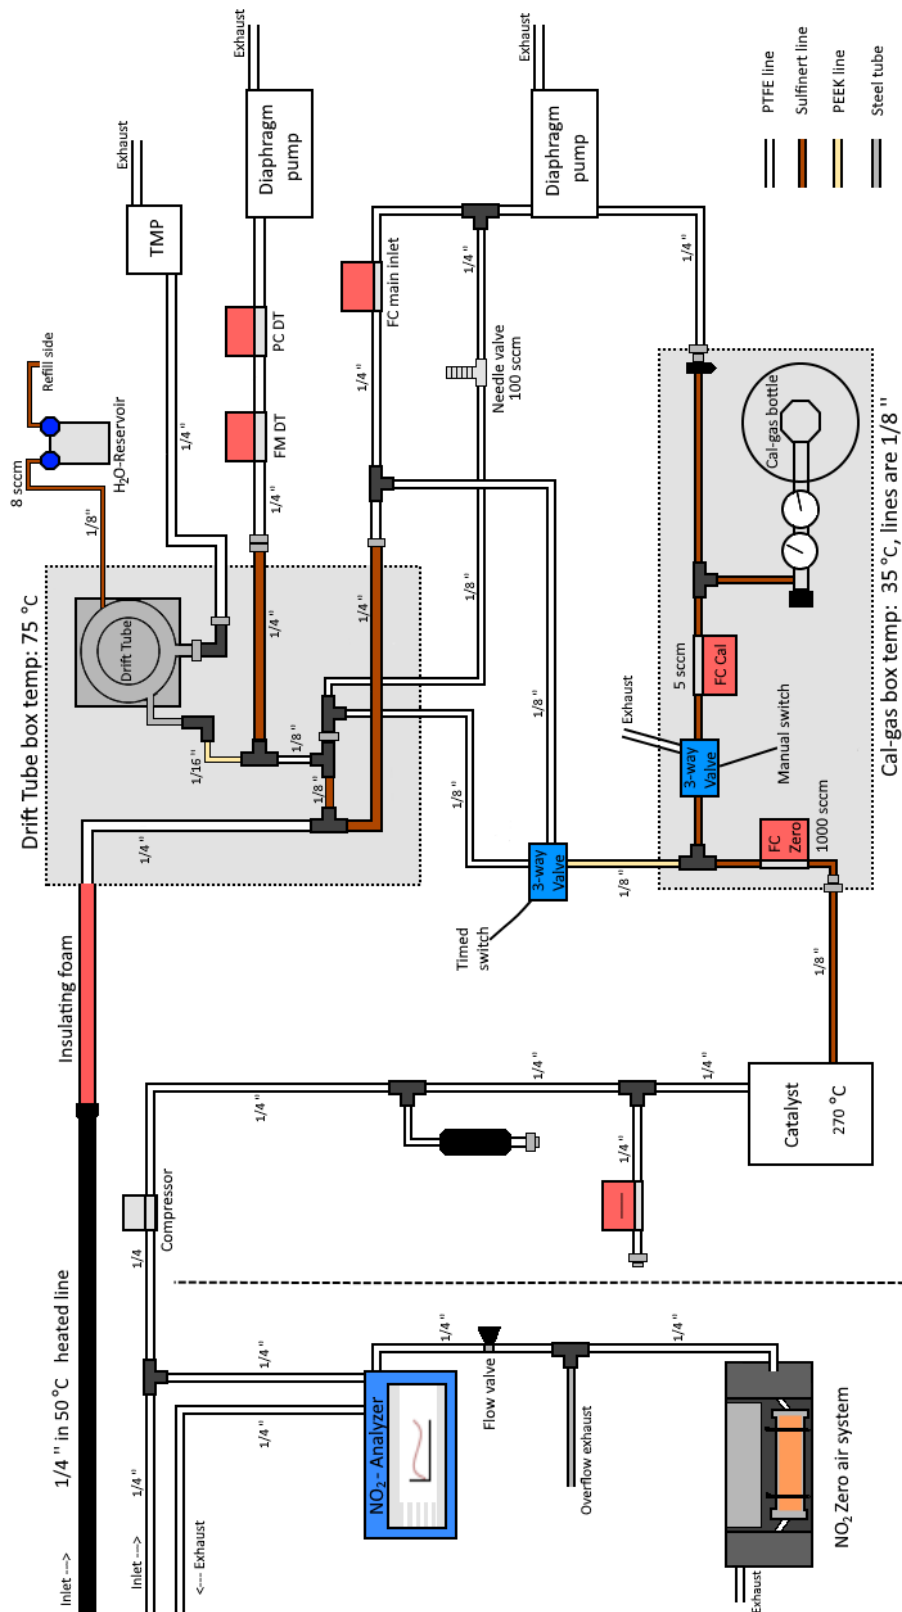 Exhaust
Exhaust
Exhaust
Diaphragm
pump
Diaphragm
pump
TMP
PTFE line
Sulfinert line
PEEK line
Steel tube
Refill side
8 sccm
H₂O-Reservoir
1/8"
1/4 "
1/4 "
PC DT
FM DT
1/4 "
FC main inlet
1/4 "
1/4 "
1/4 "
Needle valve
100 sccm
Cal-gas bottle
Cal-gas box temp: 35 °c, lines are 1/8 "
Drift Tube box temp: 75 °c
Drift Tube
1/4 "
1/4 "
1/8 "
1/8 "
1/16 "
1/8 "
1/8 "
1/4 "
1/8 "
5 sccm
FC Cal
Exhaust
3-way
Valve
Manual switch
FC
Zero
1000 sccm
3-way
Valve
1/8 "
Timed
switch
1/8 "
Insulating foam
1/4 "
1/4 "
1/4 "
1/4 "
Catalyst
270 °C
Compressor
1/4
1/4 " in 50 °C heated line
1/4 "
1/4 "
1/4 "
1/4 "
1/4 "
Flow valve
NO₂ - Analyzer
Overflow exhaust
NO₂ Zero air system
Inlet --->
Inlet --->
<--- Exhaust
Exhaust